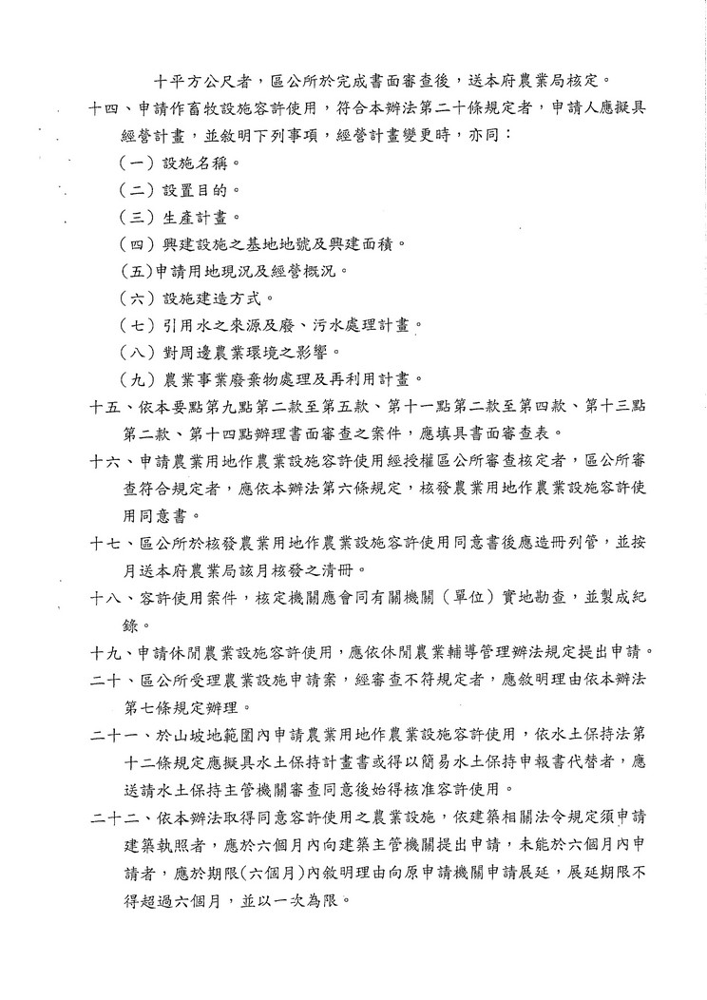 十平方公尺者，區公所於完成書面審查後，送本府農業局核定。
十四、申請作畜牧設施容許使用，符合本辦法第二十條規定者，申請人應擬具
經營計畫，並敘明下列事項，經營計畫變更時，亦同：
（一）設施名稱。
（二）設置目的。
（三）生產計畫。
（四）興建設施之基地地號及興建面積。
(五)申請用地現況及經營概況。
（六）設施建造方式。
（七）引用水之來源及廢、污水處理計畫。
（八）對周邊農業環境之影響。
（九）農業事業廢棄物處理及再利用計畫。
十五、依本要點第九點第二款至第五款、第十一點第二款至第四款、第十三點
第二款、第十四點辦理書面審查之案件，應填具書面審查表。
十六、申請農業用地作農業設施容許使用經授權區公所審查核定者，區公所審
查符合規定者，應依本辦法第六條規定，核發農業用地作農業設施容許使
用同意書。
十七、區公所於核發農業用地作農業設施容許使用同意書後應造冊列管，並按
月送本府農業局該月核發之清冊。
十八、容許使用案件，核定機關應會同有關機關（單位）實地勘查，並製成紀
錄。
十九、申請休閒農業設施容許使用，應依休閒農業輔導管理辦法規定提出申請。
二十、區公所受理農業設施申請案，經審查不符規定者，應敘明理由依本辦法
第七條規定辦理。
二十一、於山坡地範圍內申請農業用地作農業設施容許使用，依水土保持法第
十二條規定應擬具水土保持計畫書或得以簡易水土保持申報書代替者，應
送請水土保持主管機關審查同意後始得核准容許使用。
二十二、依本辦法取得同意容許使用之農業設施，依建築相關法令規定須申請
建築執照者，應於六個月內向建築主管機關提出申請，未能於六個月內申
請者，應於期限(六個月)內敘明理由向原申請機關申請展延，展延期限不
得超過六個月，並以一次為限。